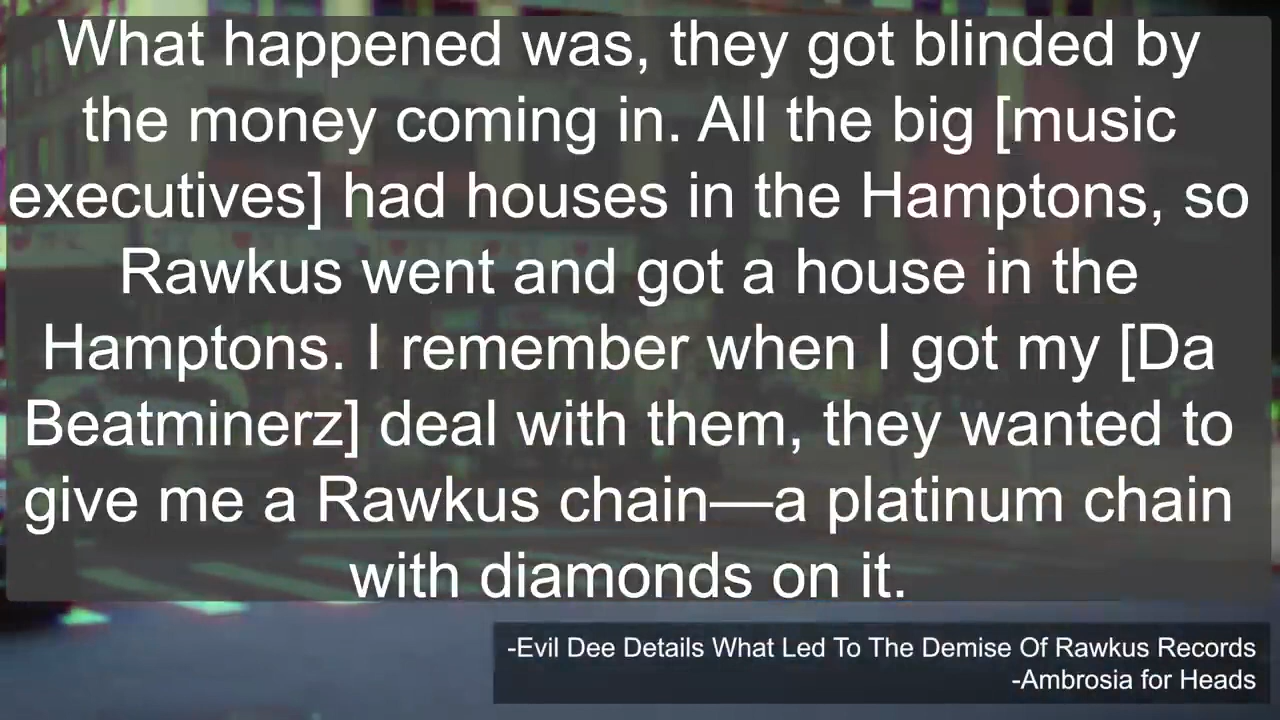 What happened was, they got blinded by
the money coming in. All the big [music
executives] had houses in the Hamptons, so
Rawkus went and got a house in the
Hamptons. I remember when I got my [Da
Beatminerz] deal with them, they wanted to
give me a Rawkus chain—a platinum chain
with diamonds on it.
-Evil Dee Details What Led To The Demise Of Rawkus Records
-Ambrosia for Heads